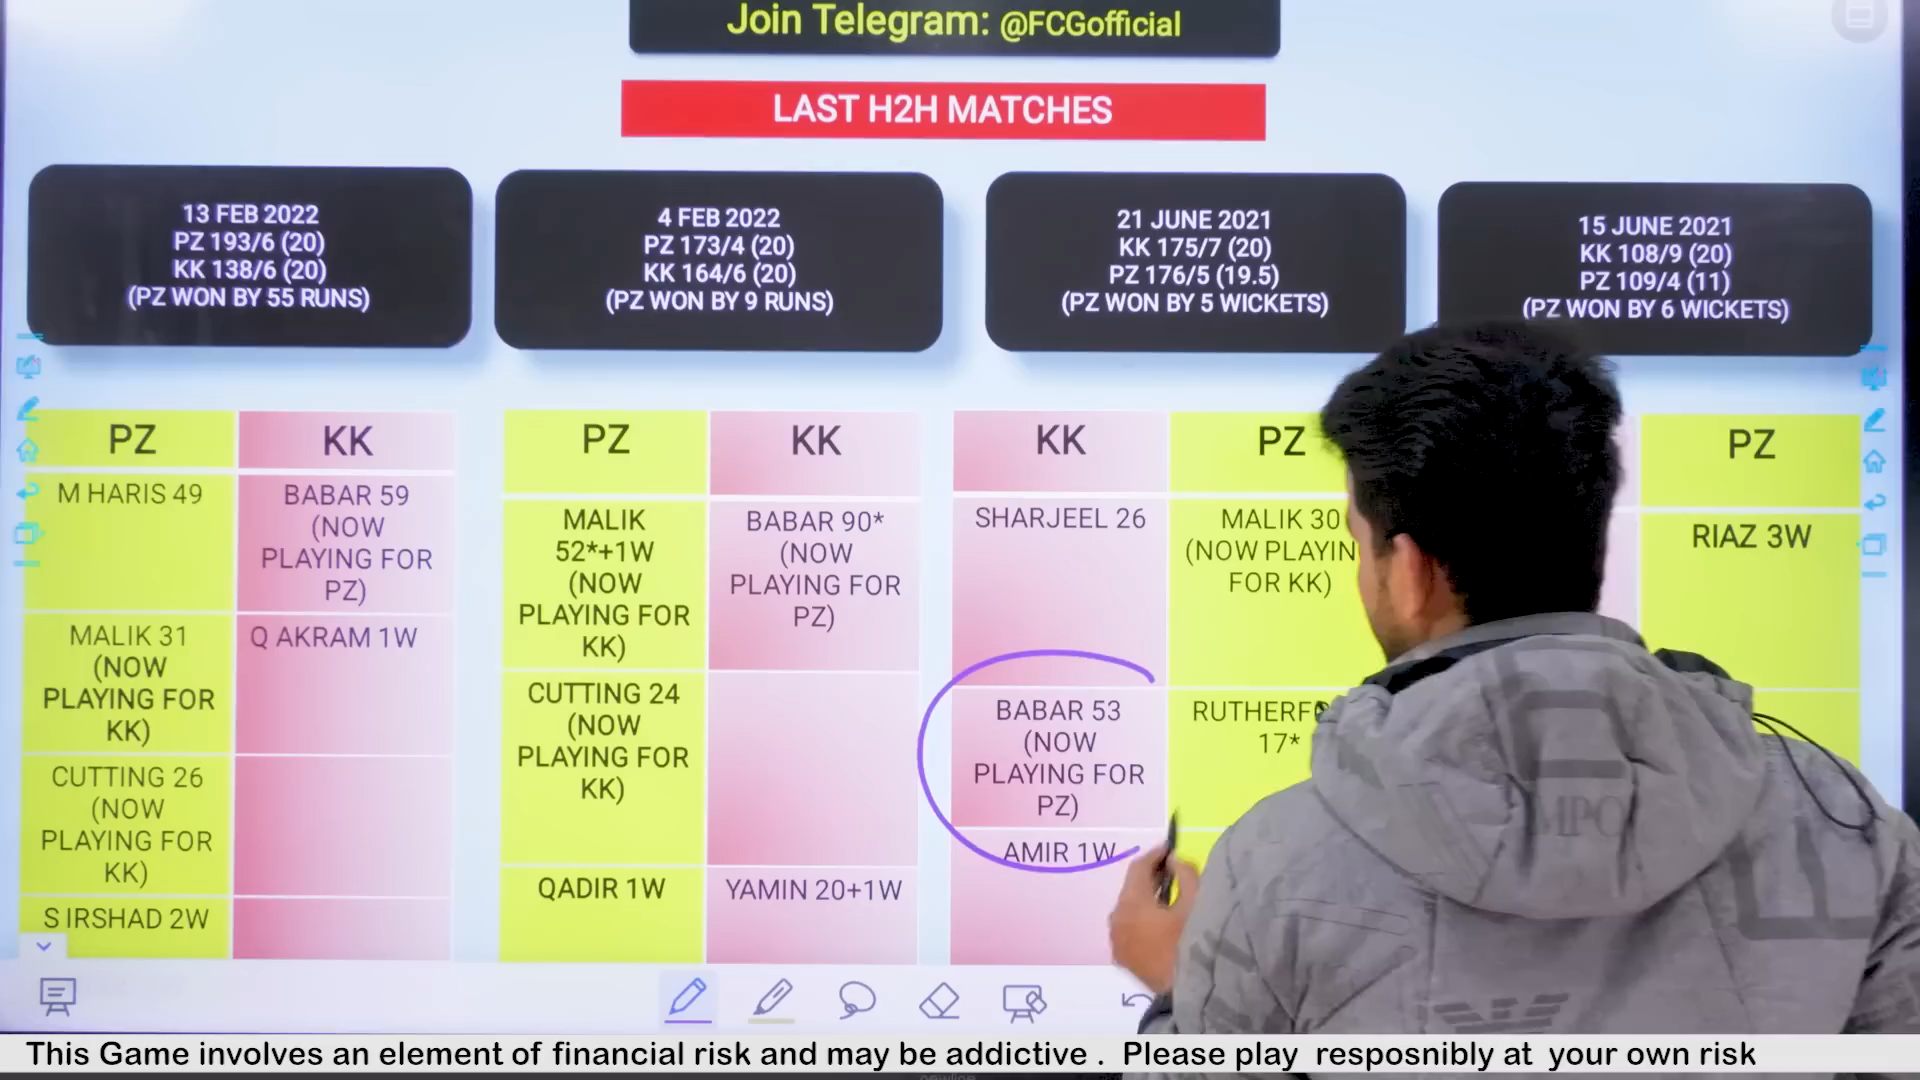 Join Telegram: @FCGofficial
LAST H2H MATCHES
13 FEB 2022
PZ 193/6 (20)
KK 138/6 (20)
(PZ WON BY 55 RUNS)
4 FEB 2022
PZ 173/4 (20)
KK 164/6 (20)
(PZ WON BY 9 RUNS)
21 JUNE 2021
KK 175/7 (20)
PZ 176/5 (19.5)
(PZ WON BY 5 WICKETS)
15 JUNE 2021
KK 108/9 (20)
PZ 109/4 (11)
(PZ WON BY 6 WICKETS)
PZ
KK
M HARIS 49
BABAR 59
(NOW
PLAYING FOR
PZ)
MALIK 31
(NOW
PLAYING FOR
KK)
Q AKRAM 1W
CUTTING 26
(NOW
PLAYING FOR
KK)
S IRSHAD 2W
PZ
KK
MALIK
52*+1W
(NOW
PLAYING FOR
KK)
BABAR 90*
(NOW
PLAYING FOR
PZ)
CUTTING 24
(NOW
PLAYING FOR
KK)
QADIR 1W
YAMIN 20+1W
KK
PZ
SHARJEEL 26
MALIK 30
(NOW PLAYIN
FOR KK)
BABAR 53
(NOW
PLAYING FOR
PZ)
RUTHERF
17*
AMIR 1W
PZ
RIAZ 3W
This Game involves an element of financial risk and may be addictive . Please play resposnibly at your own risk